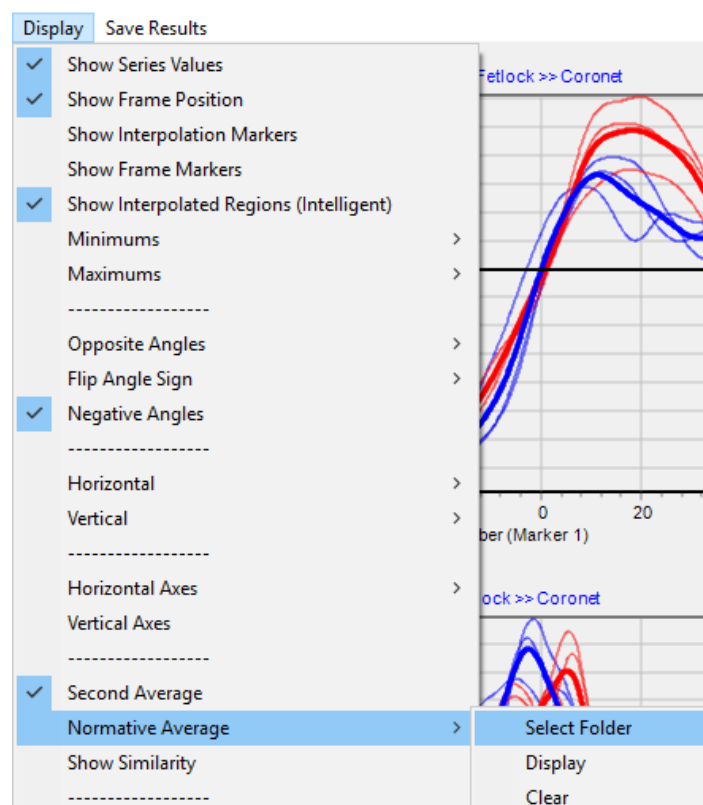 Display Save Results
Show Series Values
Fetlock >> Coronet
Show Frame Position
Show Interpolation Markers
Show Frame Markers
Show Interpolated Regions (Intelligent)
Minimums
Maximums
------------------
Opposite Angles
Flip Angle Sign
Negative Angles
------------------
Horizontal
Vertical
0 20
ber (Marker 1)
------------------
Horizontal Axes
ock >> Coronet
Vertical Axes
------------------
Second Average
Normative Average
Select Folder
Show Similarity
Display
------------------
Clear